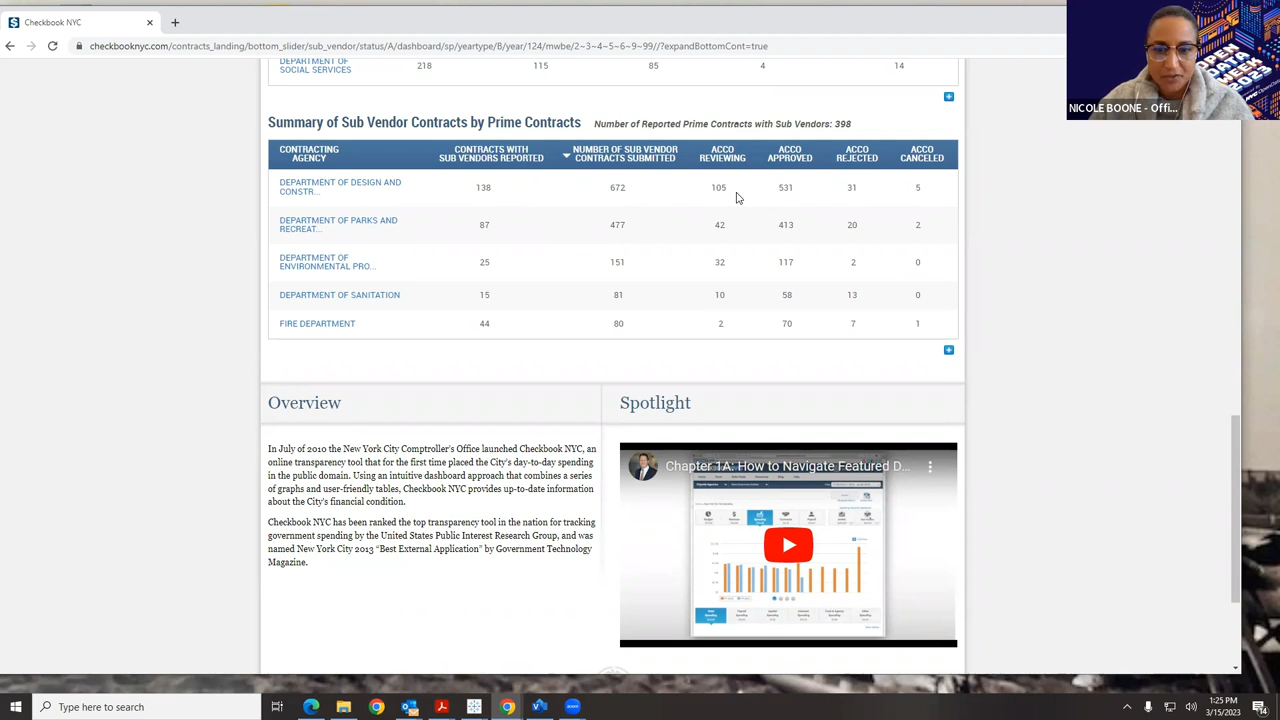 Checkbook NYC
checkbooknyc.com/contracts_landing/bottom_slider/sub_vendor/status/A/dashboard/sp/yeartype/B/year/124/mwbe/2~3~4~5~6~9~99//?expandBottomCont=true
OPEN
DATA
WEEK
2023
NICOLE BOONE - Offi...
DEPARTMENT OF
SOCIAL SERVICES 218 115 85 4 14
Summary of Sub Vendor Contracts by Prime Contracts Number of Reported Prime Contracts with Sub Vendors: 398
CONTRACTING CONTRACTS WITH NUMBER OF SUB VENDOR ACCO ACCO ACCO ACCO
AGENCY SUB VENDORS REPORTED CONTRACTS SUBMITTED REVIEWING APPROVED REJECTED CANCELED
DEPARTMENT OF DESIGN AND
CONSTR... 138 672 105 531 31 5
DEPARTMENT OF PARKS AND
RECREAT... 87 477 42 413 20 2
DEPARTMENT OF
ENVIRONMENTAL PRO... 25 151 32 117 2 0
DEPARTMENT OF SANITATION 15 81 10 58 13 0
FIRE DEPARTMENT 44 80 2 70 7 1
Overview
In July of 2010 the New York City Comptroller's Office launched Checkbook NYC, an
online transparency tool that for the first time placed the City's day-to-day spending
in the public domain. Using an intuitive dashboard approach that combines a series
of graphs and user-friendly tables, Checkbook NYC provides up-to-date information
about the City's financial condition.
Checkbook NYC has been ranked the top transparency tool in the nation for tracking
government spending by the United States Public Interest Research Group, and was
named New York City 2013 "Best External Application" by Government Technology
Magazine.
Spotlight
Chapter 1A: How to Navigate Featured D...
Type here to search
1:25 PM
3/15/2023
14